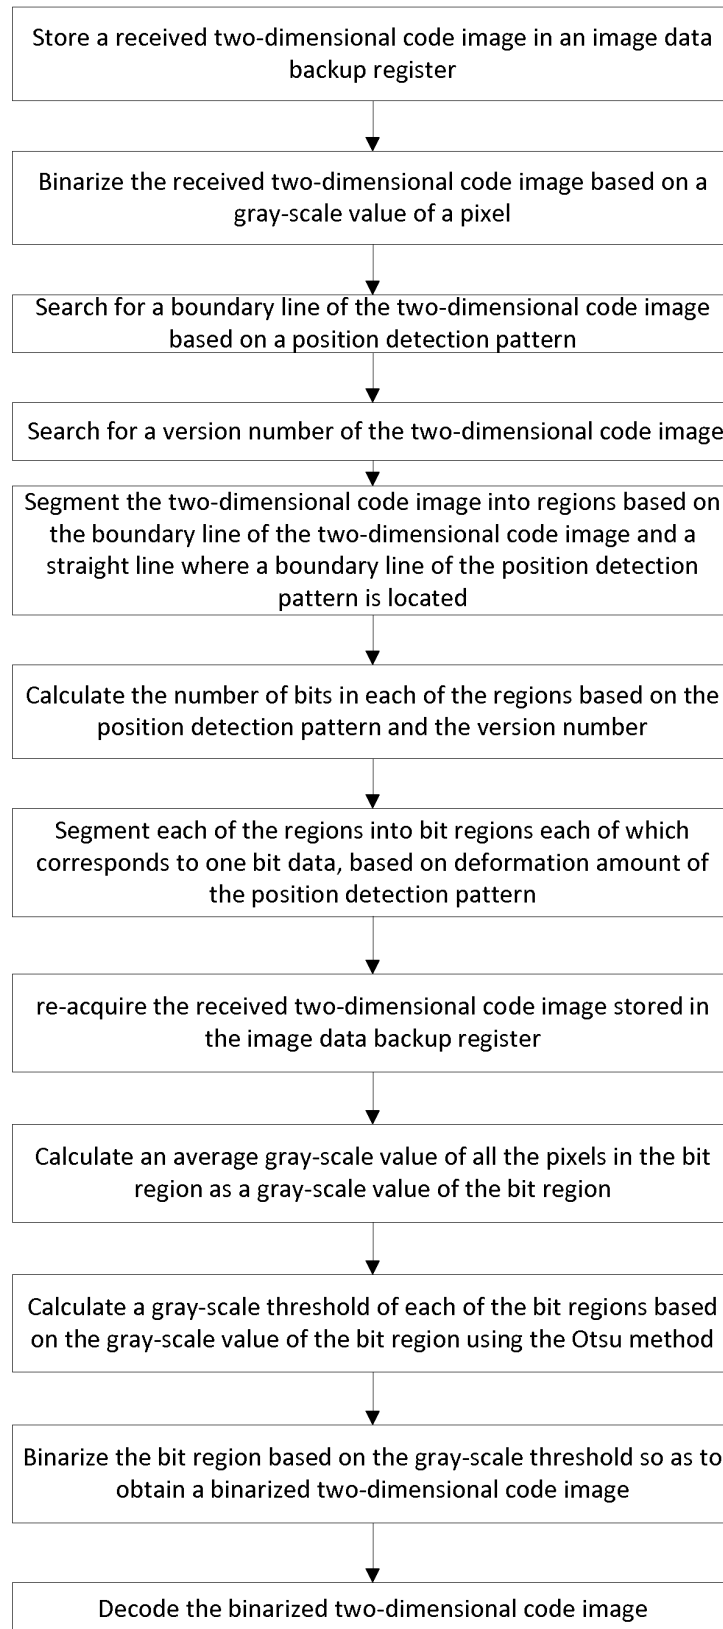 Store a received two-dimensional code image in an image data
backup register
Binarize the received two-dimensional code image based on a
gray-scale value of a pixel
Search for a boundary line of the two-dimensional code image
based on a position detection pattern
Search for a version number of the two-dimensional code image
Segment the two-dimensional code image into regions based on
the boundary line of the two-dimensional code image and a
straight line where a boundary line of the position detection
pattern is located
Calculate the number of bits in each of the regions based on the
position detection pattern and the version number
Segment each of the regions into bit regions each of which
corresponds to one bit data, based on deformation amount of
the position detection pattern
re-acquire the received two-dimensional code image stored in
the image data backup register
Calculate an average gray-scale value of all the pixels in the bit
region as a gray-scale value of the bit region
Calculate a gray-scale threshold of each of the bit regions based
on the gray-scale value of the bit region using the Otsu method
Binarize the bit region based on the gray-scale threshold so as to
obtain a binarized two-dimensional code image
Decode the binarized two-dimensional code image